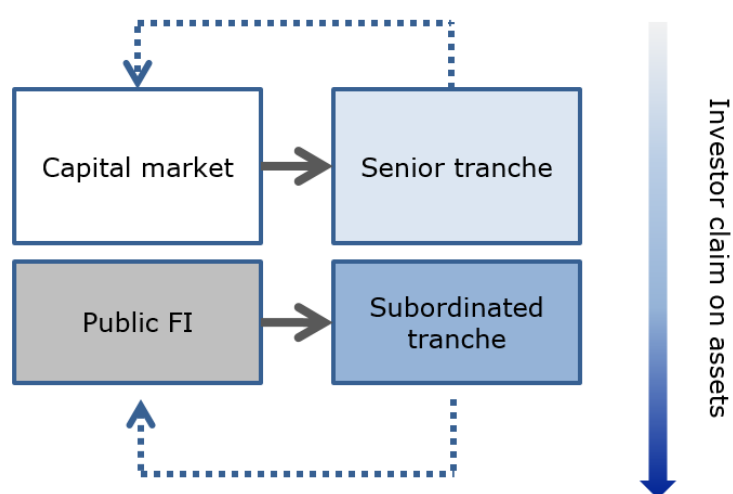 Capital market
Senior tranche
Public FI
Subordinated
tranche
Investor claim on assets